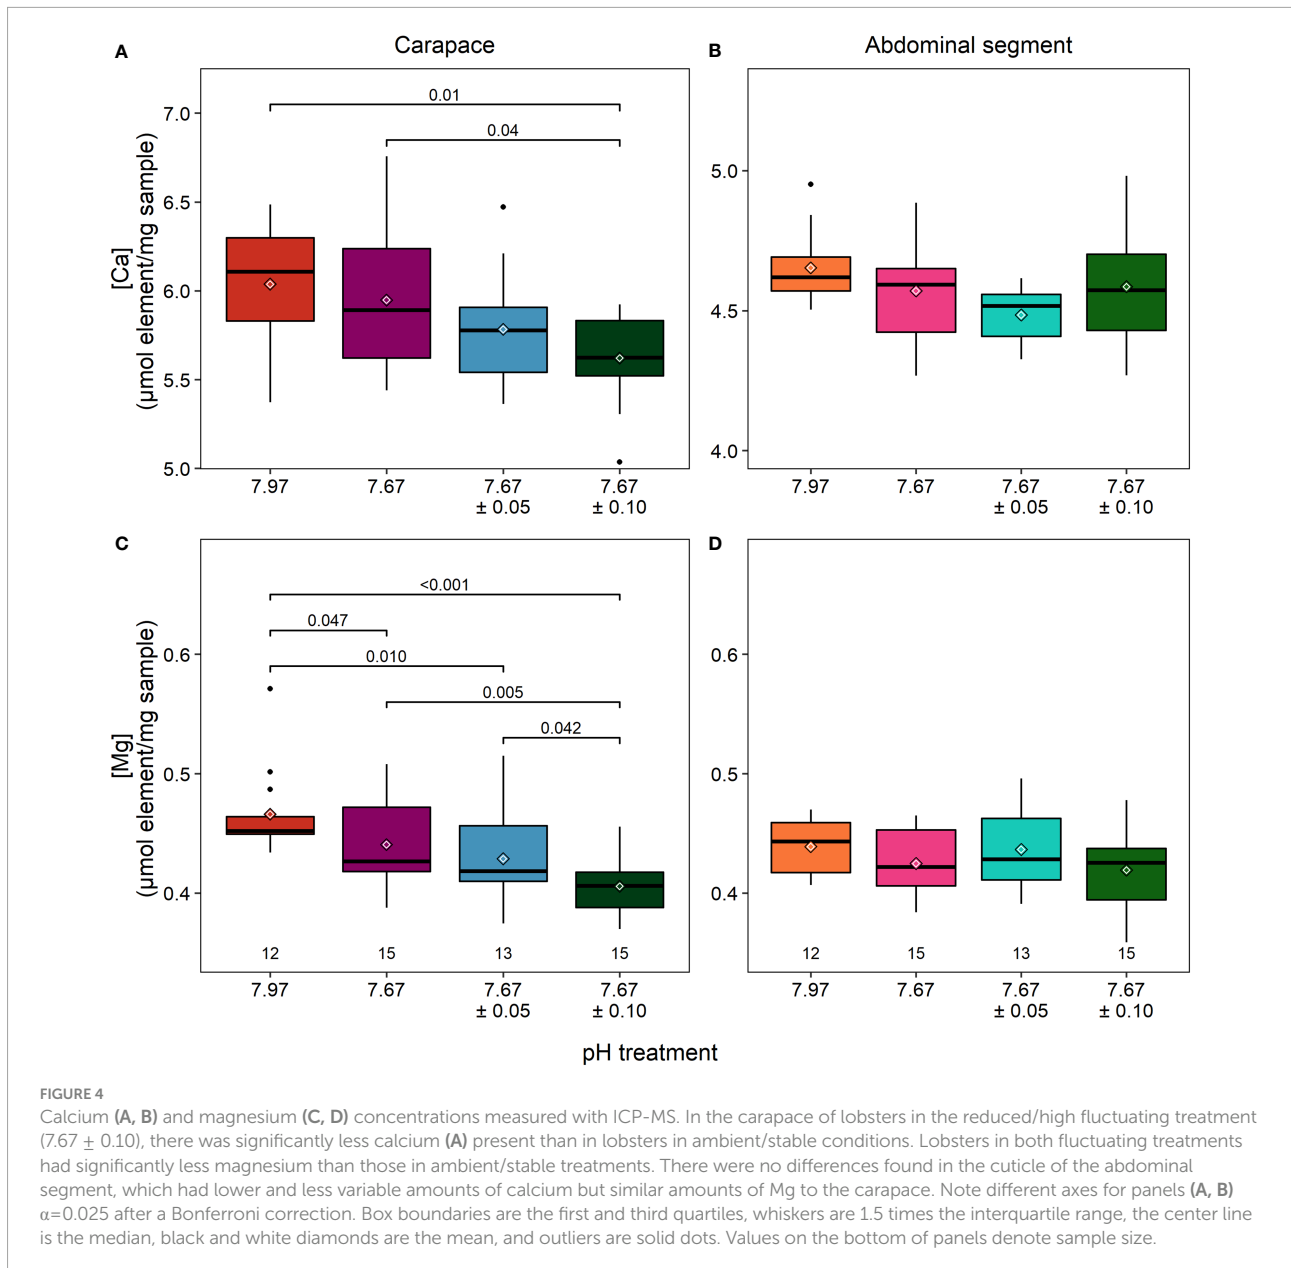 A
Carapace
B
Abdominal segment
[Ca]
(µmol element/mg sample)
7.0
6.5
6.0
5.5
5.0
0.01
0.04
7.97
7.67
7.67
± 0.05
7.67
± 0.10
5.0
4.5
4.0
7.97
7.67
7.67
± 0.05
7.67
± 0.10
C
[Mg]
(µmol element/mg sample)
0.6
0.5
0.4
<0.001
0.047
0.010
0.005
0.042
12
15
13
15
7.97
7.67
7.67
± 0.05
7.67
± 0.10
D
0.6
0.5
0.4
12
15
13
15
7.97
7.67
7.67
± 0.05
7.67
± 0.10
pH treatment
FIGURE 4
Calcium (A, B) and magnesium (C, D) concentrations measured with ICP-MS. In the carapace of lobsters in the reduced/high fluctuating treatment
(7.67 ± 0.10), there was significantly less calcium (A) present than in lobsters in ambient/stable conditions. Lobsters in both fluctuating treatments
had significantly less magnesium than those in ambient/stable treatments. There were no differences found in the cuticle of the abdominal
segment, which had lower and less variable amounts of calcium but similar amounts of Mg to the carapace. Note different axes for panels (A, B)
α=0.025 after a Bonferroni correction. Box boundaries are the first and third quartiles, whiskers are 1.5 times the interquartile range, the center line
is the median, black and white diamonds are the mean, and outliers are solid dots. Values on the bottom of panels denote sample size.